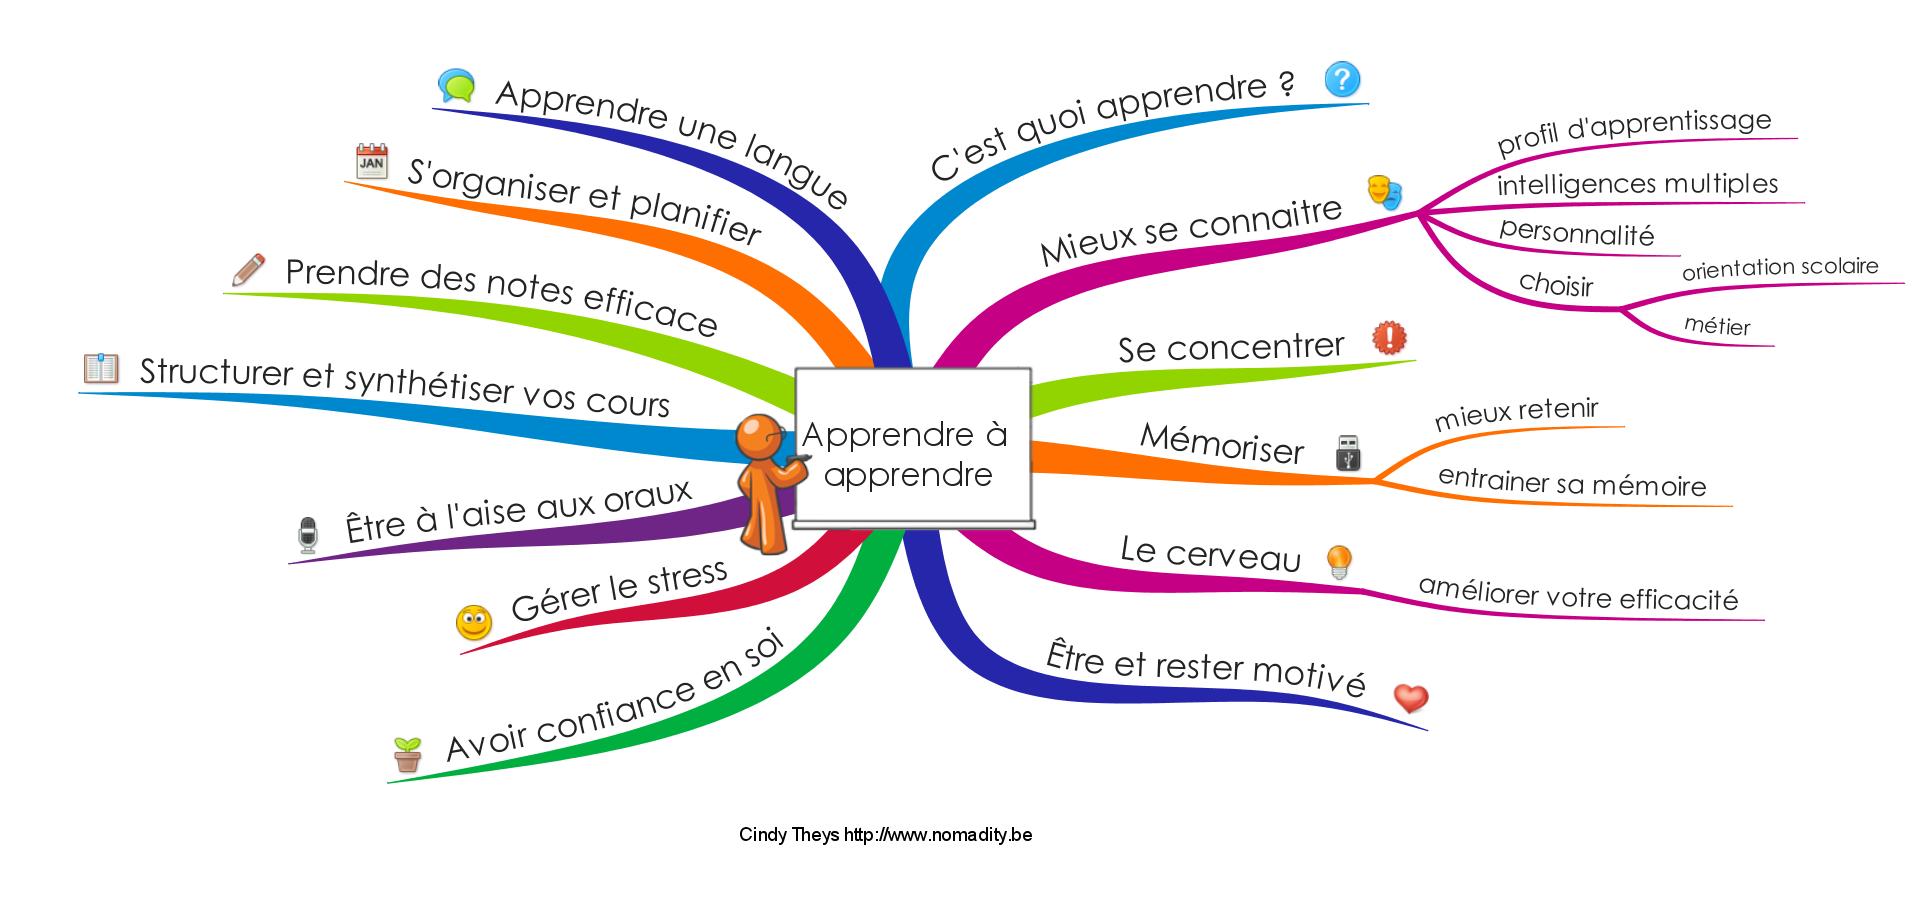 Apprendre à
apprendre
C'est quoi apprendre ?
?
Mieux se connaitre
profil d'apprentissage
intelligences multiples
personnalité
choisir
orientation scolaire
métier
Se concentrer
!
Mémoriser
mieux retenir
entrainer sa mémoire
Le cerveau
améliorer votre efficacité
Être et rester motivé
Apprendre une langue
JAN
S'organiser et planifier
Prendre des notes efficace
Structurer et synthétiser vos cours
Être à l'aise aux oraux
Gérer le stress
Avoir confiance en soi
Cindy Theys http://www.nomadity.be